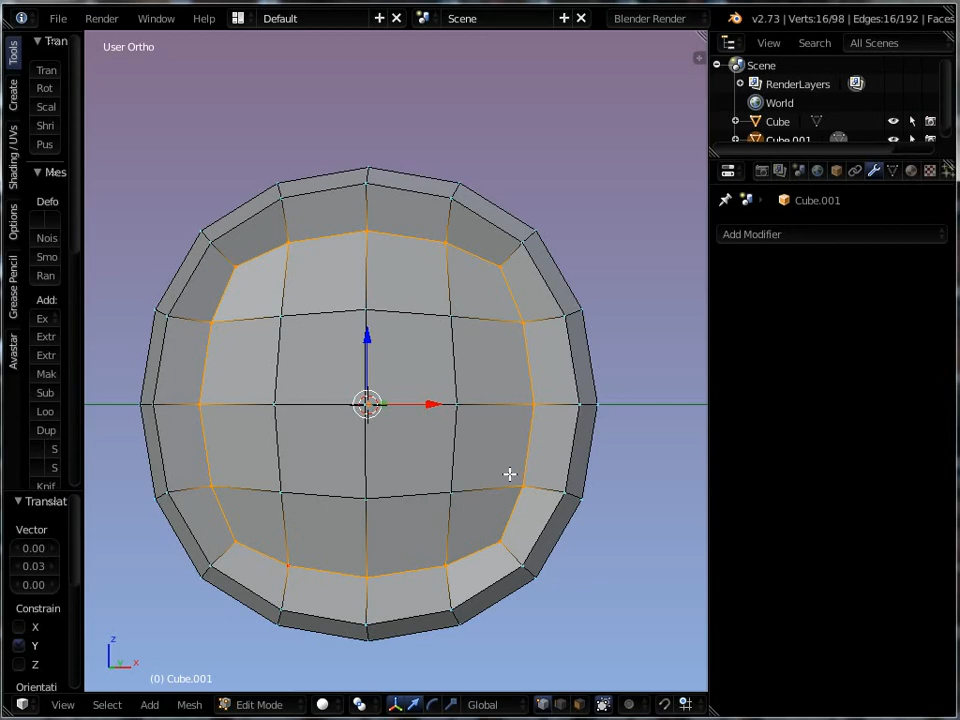 File Render Window Help Default Scene Blender Render v2.73 | Verts:16/98 | Edges:16/192 | Faces
User Ortho
View Search All Scenes
Scene
RenderLayers
World
Cube
Cube.001
Cube.001
Add Modifier
Tools
Create
Shading / UVs
Options
Grease Pencil
Avastar
Tran
Tran
Rot
Scal
Shri
Pus
Mes
Defo
Nois
Smo
Ran
Add:
Ex
Extr
Extr
Mak
Sub
Loo
Dup
S
S
Knif
Translat
Vector
0.00
0.03
0.00
Constrain
X
Y
Z
Orientati
z
y x
(0) Cube.001
View Select Add Mesh Edit Mode Global